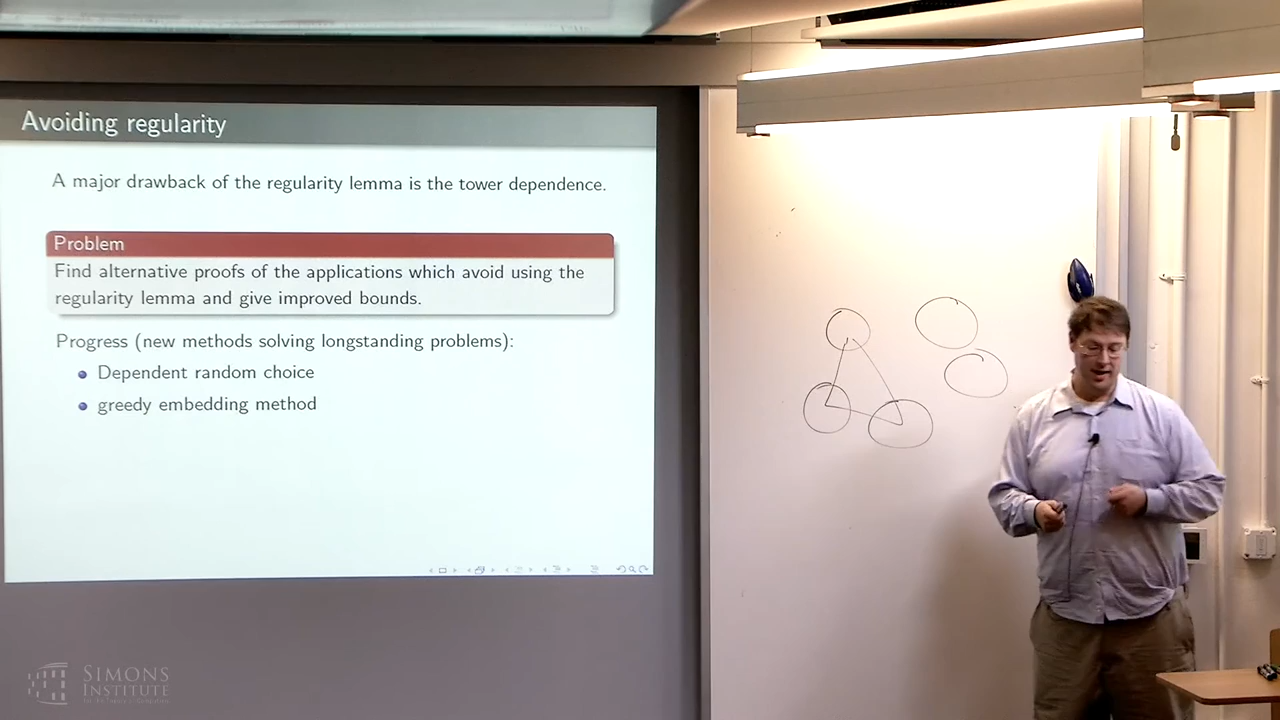 Avoiding regularity
A major drawback of the regularity lemma is the tower dependence.
Problem
Find alternative proofs of the applications which avoid using the
regularity lemma and give improved bounds.
Progress (new methods solving longstanding problems):
Dependent random choice
greedy embedding method
SIMONS
INSTITUTE